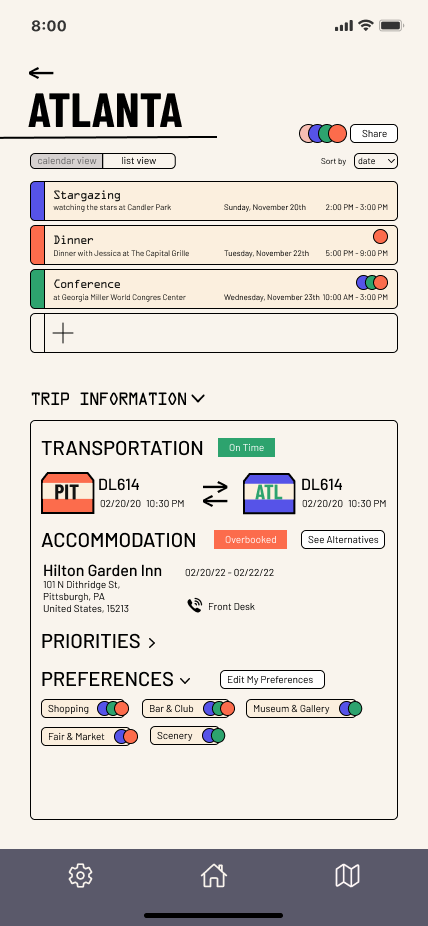 8:00
ATLANTA
Share
calendar view
list view
Sort by
date
Stargazing
watching the stars at Candler Park
Sunday, November 20th
2:00 PM - 3:00 PM
Dinner
Dinner with Jessica at The Capital Grille
Tuesday, November 22th
5:00 PM - 9:00 PM
Conference
at Georgia Miller World Congres Center
Wednesday, November 23th
10:00 AM - 3:00 PM
TRIP INFORMATION
TRANSPORTATION
On Time
PIT
DL614
02/20/20 10:30 PM
ATL
DL614
02/20/20 10:30 PM
ACCOMMODATION
Overbooked
See Alternatives
Hilton Garden Inn
02/20/22 - 02/22/22
101 N Dithridge St,
Pittsburgh, PA
United States, 15213
Front Desk
PRIORITIES
PREFERENCES
Edit My Preferences
Shopping
Bar & Club
Museum & Gallery
Fair & Market
Scenery